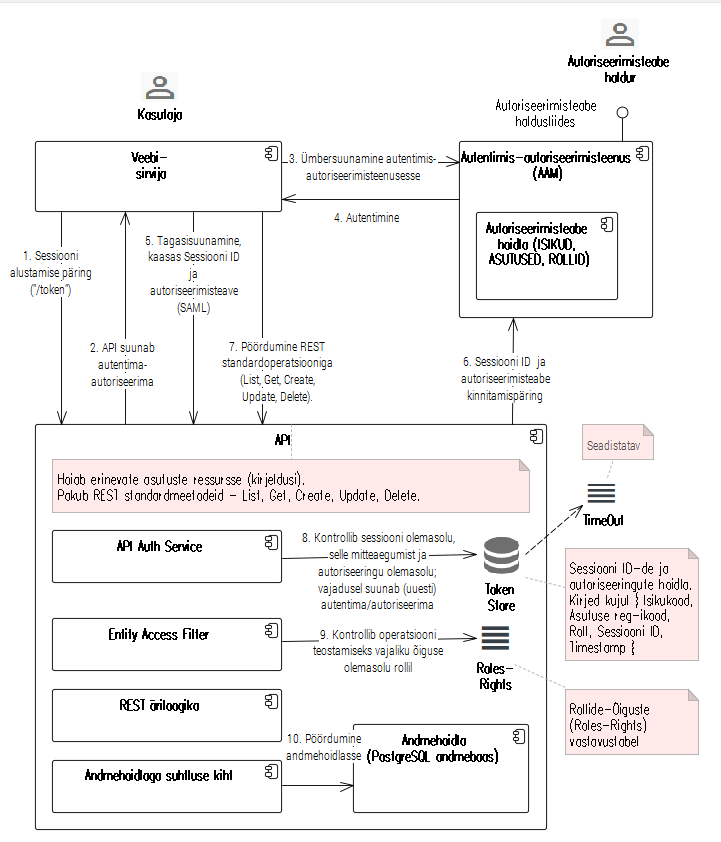 Autoriseerimisteabe
haldur
Kasutaja
Autoriseerimisteabe
haldusliides
Veebi-
sirvija
3. Ümbersuunamine autentimis-
autoriseerimisteenusesse
Autentimis-autoriseerimisteenus
(AAM)
4. Autentimine
Autoriseerimisteabe
hoidla (ISIKUD,
ASUTUSED, ROLLID)
1. Sessiooni
alustamise päring
("/token")
5. Tagasisuunamine,
kaasas Sessiooni ID
ja
autoriseerimisteave
(SAML)
2. API suunab
autentima-
autoriseerima
7. Pöördumine REST
standardoperatsiooniga
(List, Get, Create,
Update, Delete).
6. Sessiooni ID ja
autoriseerimisteabe
kinnitamispäring
API
Hoiab erinevate asutuste ressursse (kirjeldusi).
Pakub REST standardmeetodeid - List, Get, Create, Update, Delete.
Seadistatav
TimeOut
API Auth Service
8. Kontrollib sessiooni olemasolu,
selle mitteaegumist ja
autoriseeringu olemasolu;
vajadusel suunab (uuesti)
autentima/autoriseerima
Token
Store
Sessiooni ID-de ja
autoriseeringute hoidla.
Kirjed kujul { Isikukood,
Asutuse reg-ikood,
Roll, Sessiooni ID,
Timestamp }
Entity Access Filter
9. Kontrollib operatsiooni
teostamiseks vajaliku õiguse
olemasolu rollil
Roles-
Rights
REST äriloogika
Rollide-Õiguste
(Roles-Rights)
vastavustabel
10. Pöördumine
andmehoidlasse
Andmehoidla
(PostgreSQL andmebaas)
Andmehoidlaga suhtluse kiht